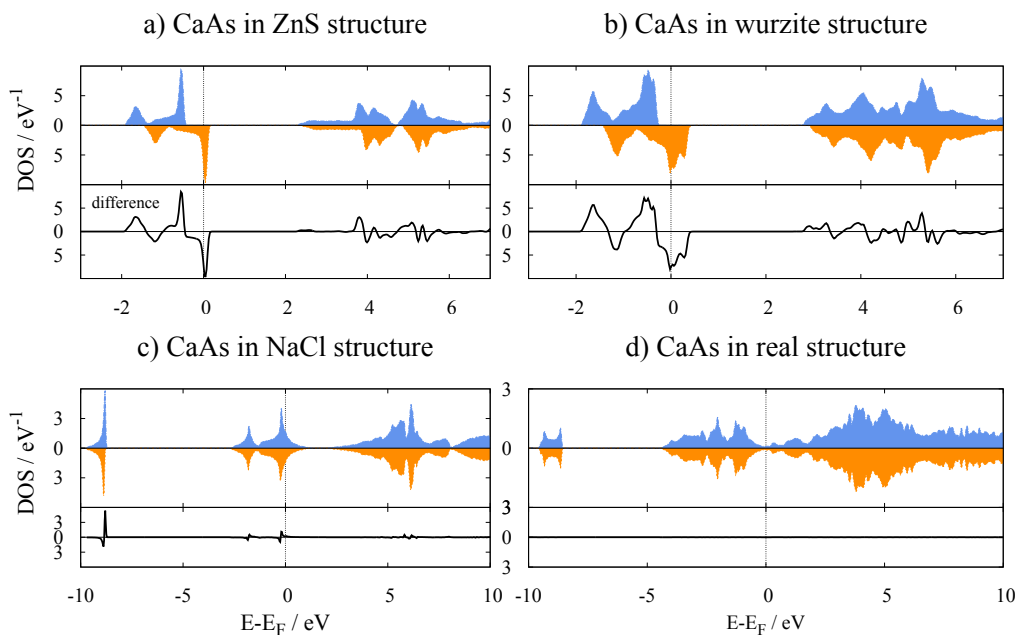 a) CaAs in ZnS structure
b) CaAs in wurzite structure
DOS / eV⁻¹
5
0
5
difference
5
0
5
-2 0 2 4 6
5
0
5
5
0
5
-2 0 2 4 6
c) CaAs in NaCl structure
d) CaAs in real structure
DOS / eV⁻¹
3
0
3
3
0
3
-10 -5 0 5 10
E-E_F / eV
3
0
3
3
0
3
-10 -5 0 5 10
E-E_F / eV